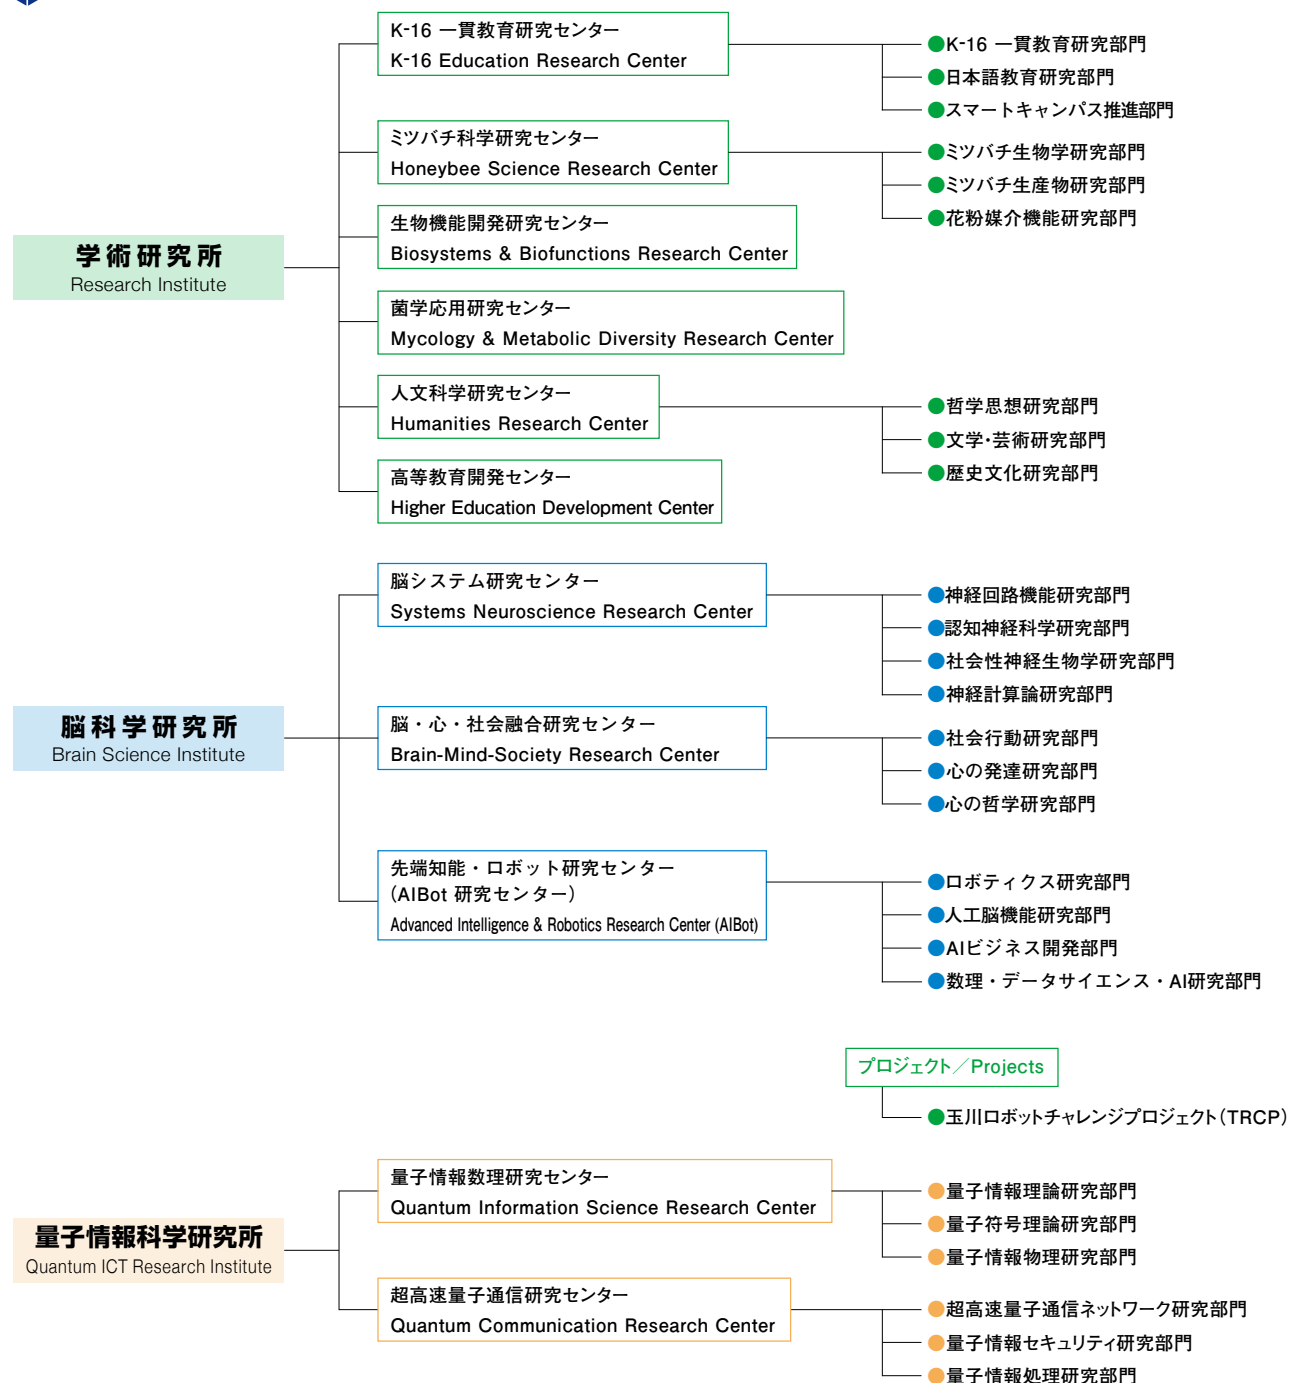 K-16 一貫教育研究センター
K-16 Education Research Center
●K-16 一貫教育研究部門
●日本語教育研究部門
●スマートキャンパス推進部門
ミツバチ科学研究センター
Honeybee Science Research Center
●ミツバチ生物学研究部門
●ミツバチ生産物研究部門
●花粉媒介機能研究部門
生物機能開発研究センター
Biosystems & Biofunctions Research Center
学術研究所
Research Institute
菌学応用研究センター
Mycology & Metabolic Diversity Research Center
人文科学研究センター
Humanities Research Center
●哲学思想研究部門
●文学・芸術研究部門
●歴史文化研究部門
高等教育開発センター
Higher Education Development Center
脳システム研究センター
Systems Neuroscience Research Center
●神経回路機能研究部門
●認知神経科学研究部門
●社会性神経生物学研究部門
●神経計算論研究部門
脳科学研究所
Brain Science Institute
脳・心・社会融合研究センター
Brain-Mind-Society Research Center
●社会行動研究部門
●心の発達研究部門
●心の哲学研究部門
先端知能・ロボット研究センター
(AIBot 研究センター)
Advanced Intelligence & Robotics Research Center (AIBot)
●ロボティクス研究部門
●人工脳機能研究部門
●AIビジネス開発部門
●数理・データサイエンス・AI研究部門
プロジェクト／Projects
●玉川ロボットチャレンジプロジェクト(TRCP)
量子情報数理研究センター
Quantum Information Science Research Center
●量子情報理論研究部門
●量子符号理論研究部門
●量子情報物理研究部門
量子情報科学研究所
Quantum ICT Research Institute
超高速量子通信研究センター
Quantum Communication Research Center
●超高速量子通信ネットワーク研究部門
●量子情報セキュリティ研究部門
●量子情報処理研究部門